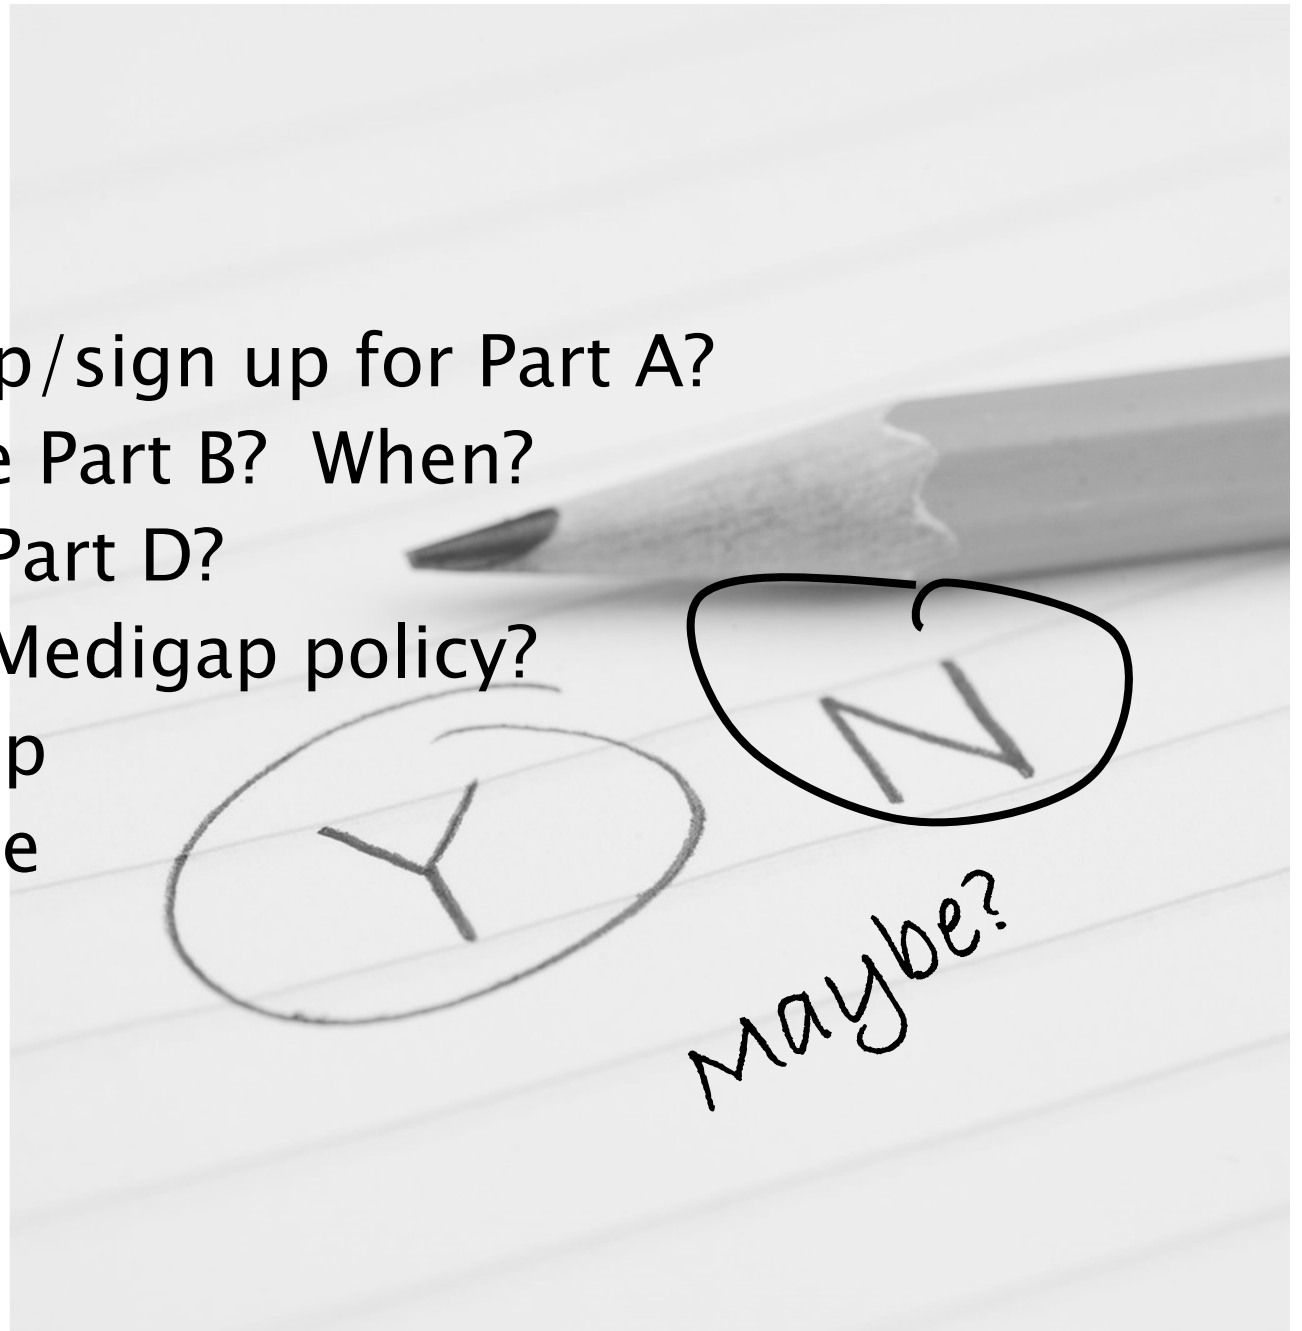 p/sign up for Part A?
e Part B?  When?
Part D?
Medigap policy?
p
e
Y
N
Maybe?